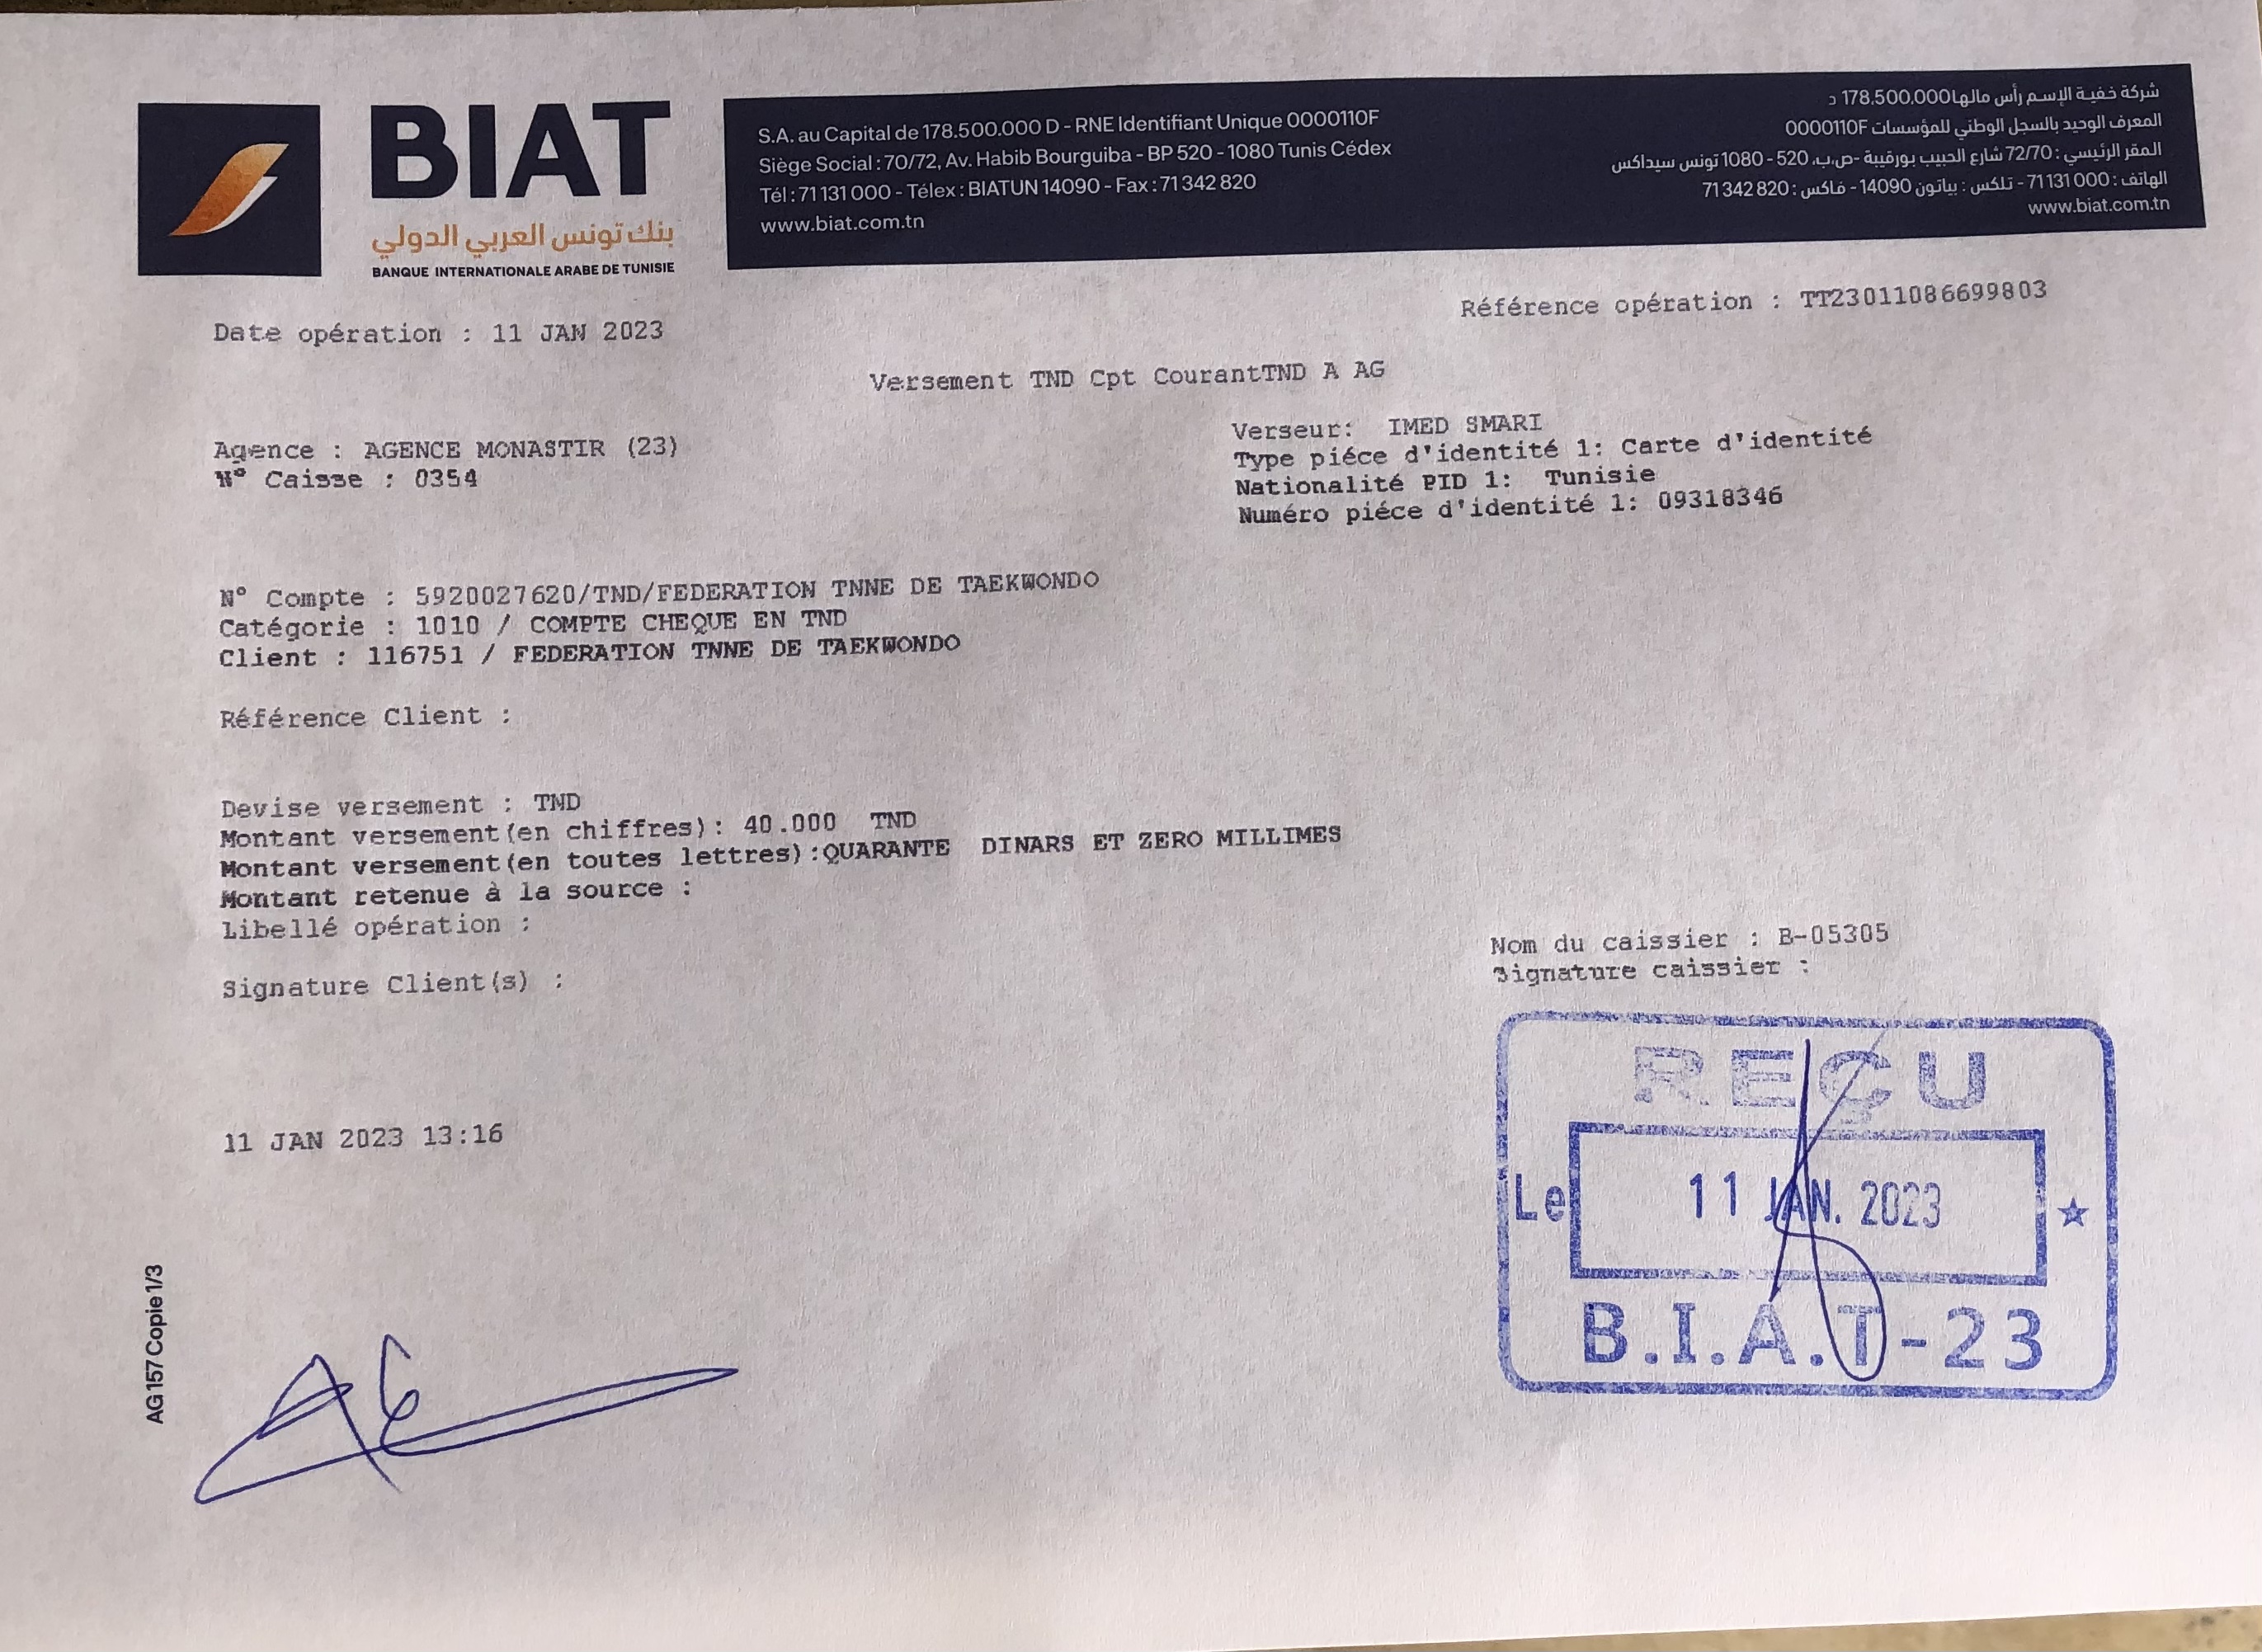 BIAT
بنك تونس العربي الدولي
BANQUE INTERNATIONALE ARABE DE TUNISIE
S.A. au Capital de 178.500.000 D - RNE Identifiant Unique 0000110F
Siège Social : 70/72, Av. Habib Bourguiba - BP 520 - 1080 Tunis Cédex
Tél : 71 131 000 - Télex : BIATUN 14090 - Fax : 71 342 820
www.biat.com.tn
شركة خفية الإسم رأس مالها 178.500.000 د
المعرف الوحيد بالسجل الوطني للمؤسسات 0000110F
المقر الرئيسي : 72/70 شارع الحبيب بورقيبة -ص.ب. 520 - 1080 تونس سيداكس
الهاتف : 71 131 000 - تلكس : بياتون 14090 - فاكس : 71 342 820
www.biat.com.tn
Date opération : 11 JAN 2023
Référence opération : TT23011086699803
Versement TND Cpt CourantTND A AG
Agence : AGENCE MONASTIR (23)
N° Caisse : 0354
Verseur: IMED SMARI
Type piéce d'identité 1: Carte d'identité
Nationalité PID 1: Tunisie
Numéro piéce d'identité 1: 09318346
N° Compte : 5920027620/TND/FEDERATION TNNE DE TAEKWONDO
Catégorie : 1010 / COMPTE CHEQUE EN TND
Client : 116751 / FEDERATION TNNE DE TAEKWONDO
Référence Client :
Devise versement : TND
Montant versement(en chiffres): 40.000 TND
Montant versement(en toutes lettres):QUARANTE DINARS ET ZERO MILLIMES
Montant retenue à la source :
Libellé opération :
Nom du caissier : B-05305
Signature caissier :
Signature Client(s) :
11 JAN 2023 13:16
REÇU
Le 11 JAN. 2023
B.I.A.T-23
AG 157 Copie 1/3